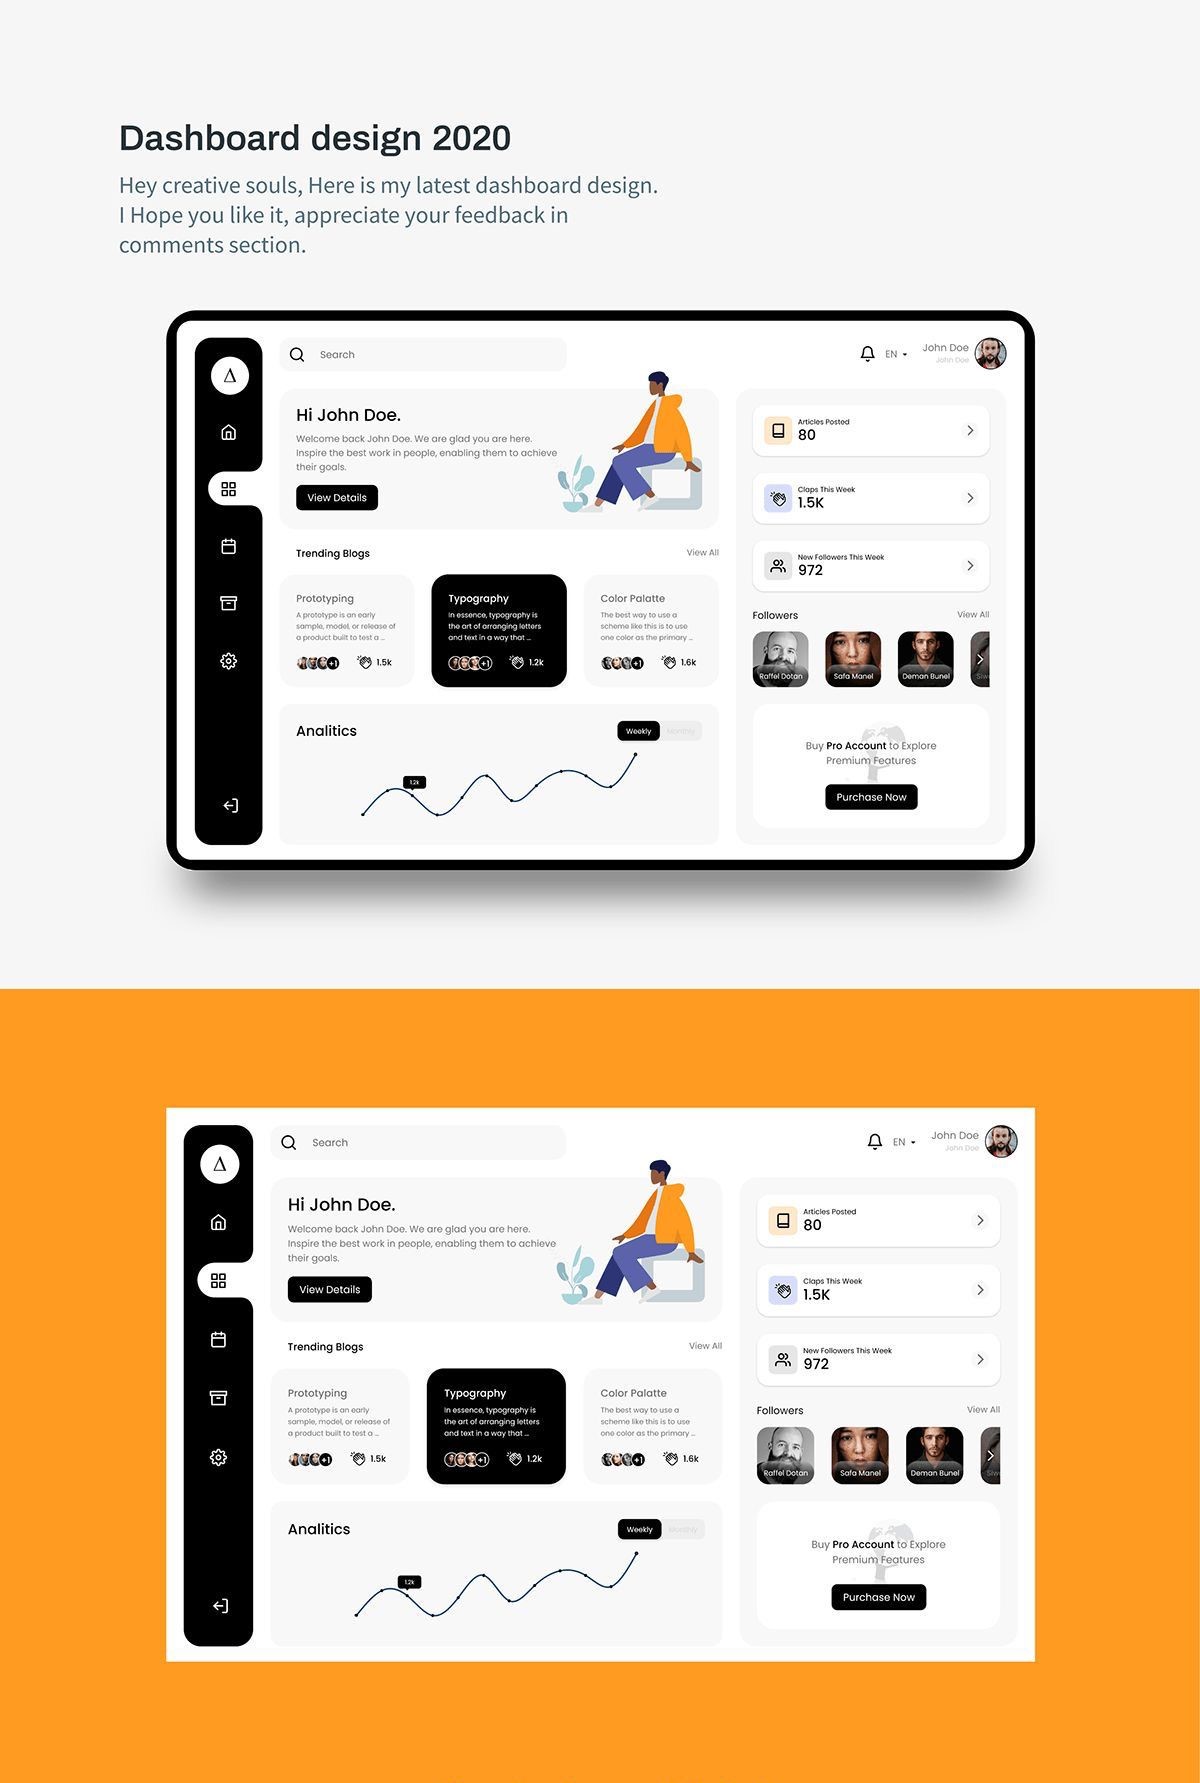 Dashboard design 2020
Hey creative souls, Here is my latest dashboard design.
I Hope you like it, appreciate your feedback in
comments section.
Δ
Search
EN
John Doe
John Doe
Hi John Doe.
Welcome back John Doe. We are glad you are here.
Inspire the best work in people, enabling them to achieve
their goals.
View Details
Trending Blogs
View All
Prototyping
A prototype is an early
sample, model, or release of
a product built to test a ...
+1
1.5k
Typography
In essence, typography is
the art of arranging letters
and text in a way that ...
+1
1.2k
Color Palatte
The best way to use a
scheme like this is to use
one color as the primary ...
+1
1.6k
Analitics
Weekly
Monthly
1.2k
Articles Posted
80
Claps This Week
1.5K
New Followers This Week
972
Followers
View All
Raffel Dotan
Safa Manel
Deman Bunel
Buy Pro Account to Explore
Premium Features
Purchase Now
Δ
Search
EN
John Doe
John Doe
Hi John Doe.
Welcome back John Doe. We are glad you are here.
Inspire the best work in people, enabling them to achieve
their goals.
View Details
Trending Blogs
View All
Prototyping
A prototype is an early
sample, model, or release of
a product built to test a ...
+1
1.5k
Typography
In essence, typography is
the art of arranging letters
and text in a way that ...
+1
1.2k
Color Palatte
The best way to use a
scheme like this is to use
one color as the primary ...
+1
1.6k
Analitics
Weekly
Monthly
1.2k
Articles Posted
80
Claps This Week
1.5K
New Followers This Week
972
Followers
View All
Raffel Dotan
Safa Manel
Deman Bunel
Buy Pro Account to Explore
Premium Features
Purchase Now